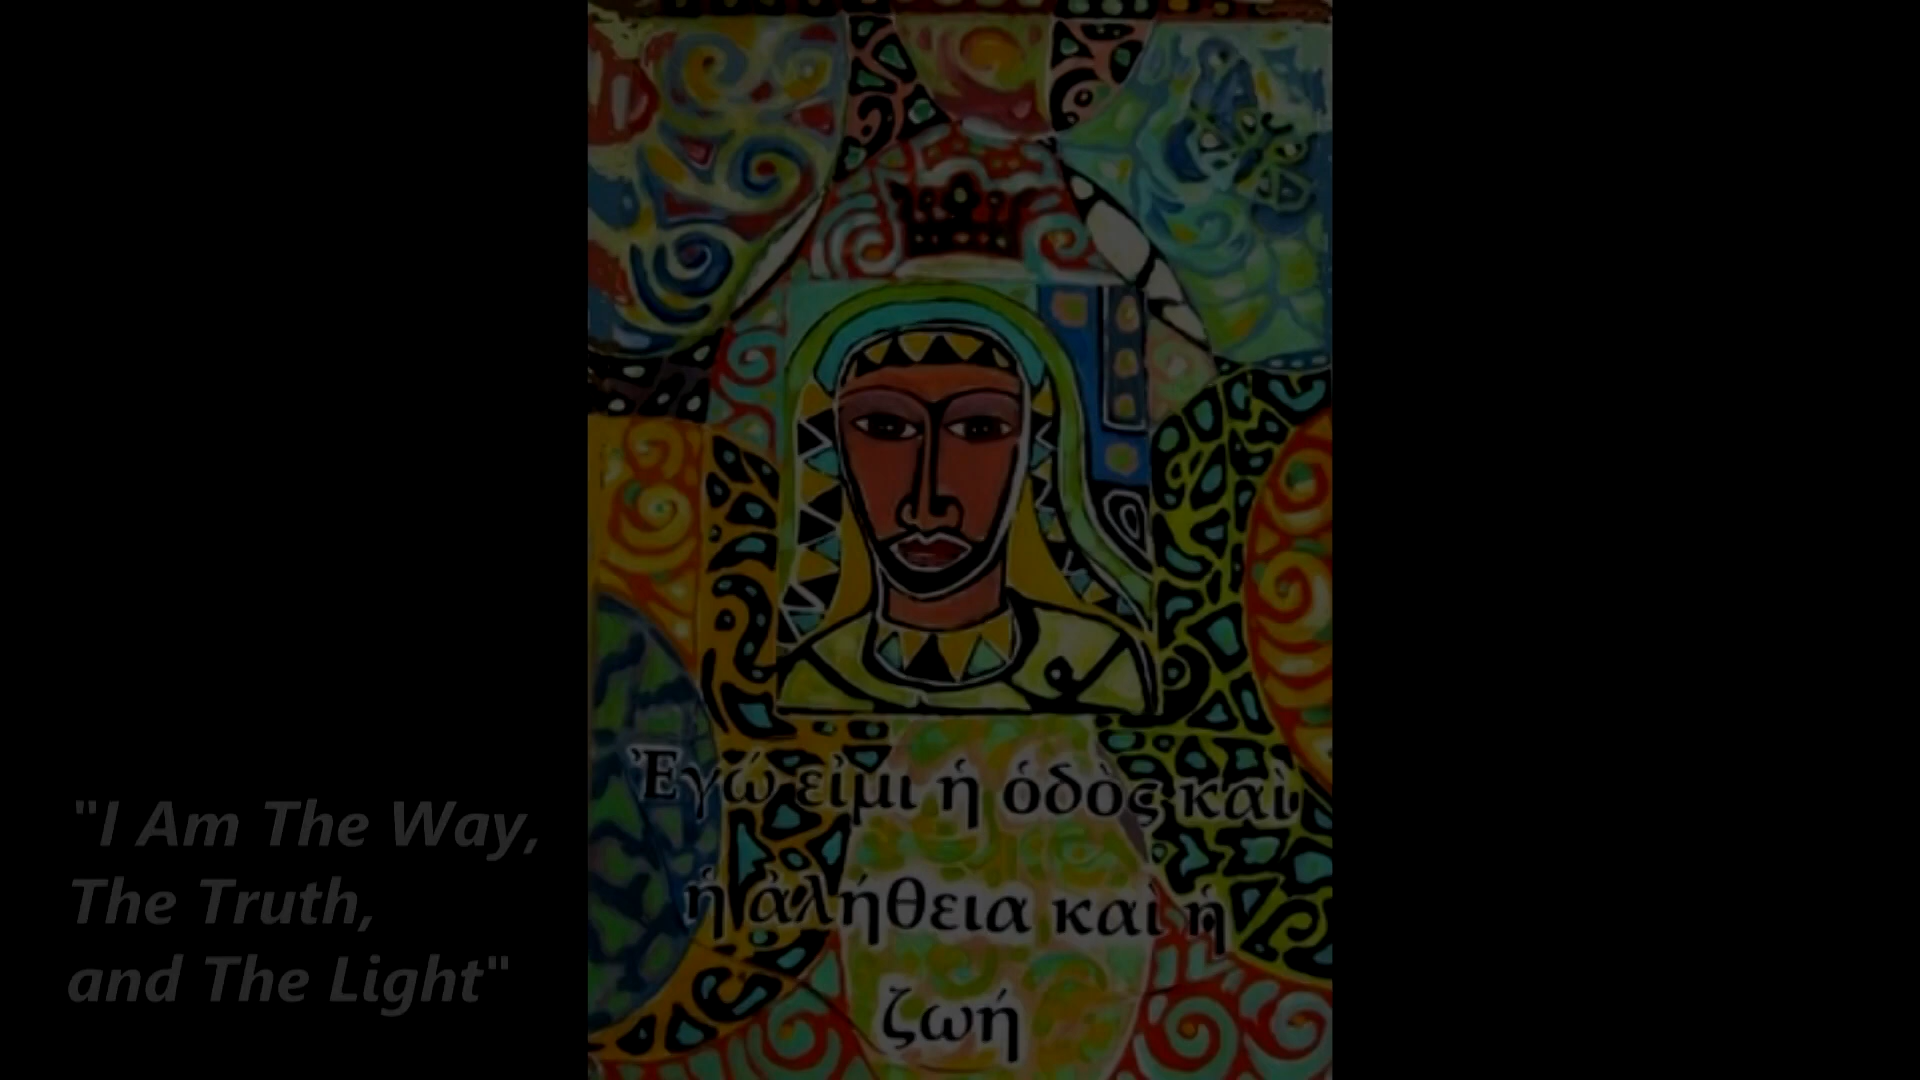 "I Am The Way,
The Truth,
and The Light"
Ἐγώ εἰμι ἡ ὁδὸς καὶ
ἡ ἀλήθεια καὶ ἡ
ζωή